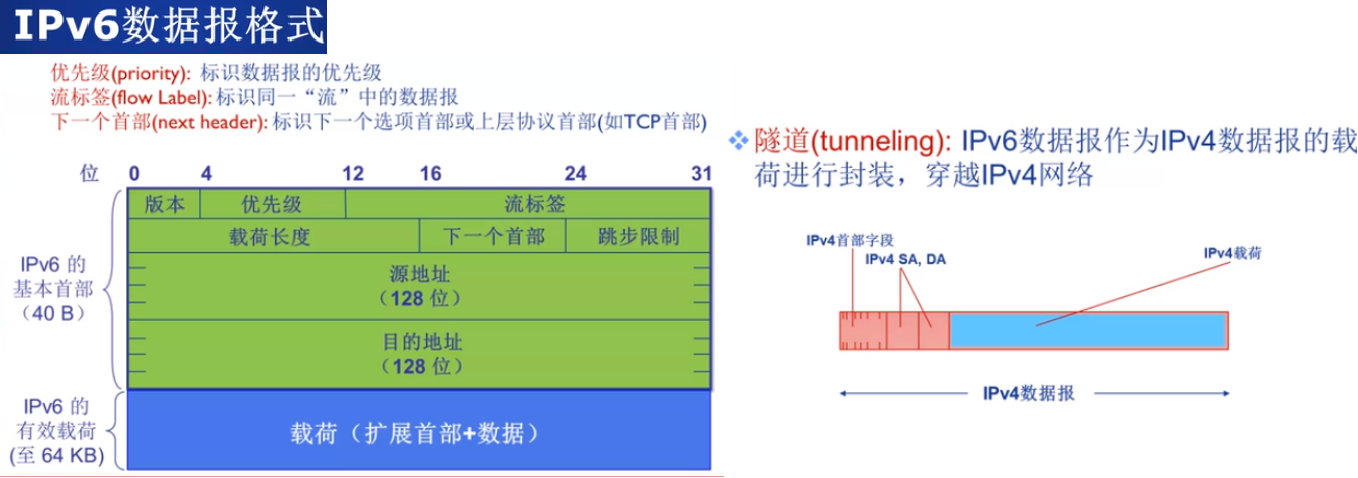 IPv6数据报格式
优先级(priority): 标识数据报的优先级
流标签(flow Label): 标识同一“流”中的数据报
下一个首部(next header): 标识下一个选项首部或上层协议首部(如TCP首部)
位 0 4 12 16 24 31
版本 优先级 流标签
载荷长度 下一个首部 跳步限制
IPv6 的
基本首部
（40 B）
源地址
（128 位）
目的地址
（128 位）
IPv6 的
有效载荷
(至 64 KB)
载荷（扩展首部+数据）
❖ 隧道(tunneling): IPv6数据报作为IPv4数据报的载
荷进行封装，穿越IPv4网络
IPv4首部字段
IPv4 SA, DA
IPv4载荷
IPv4数据报